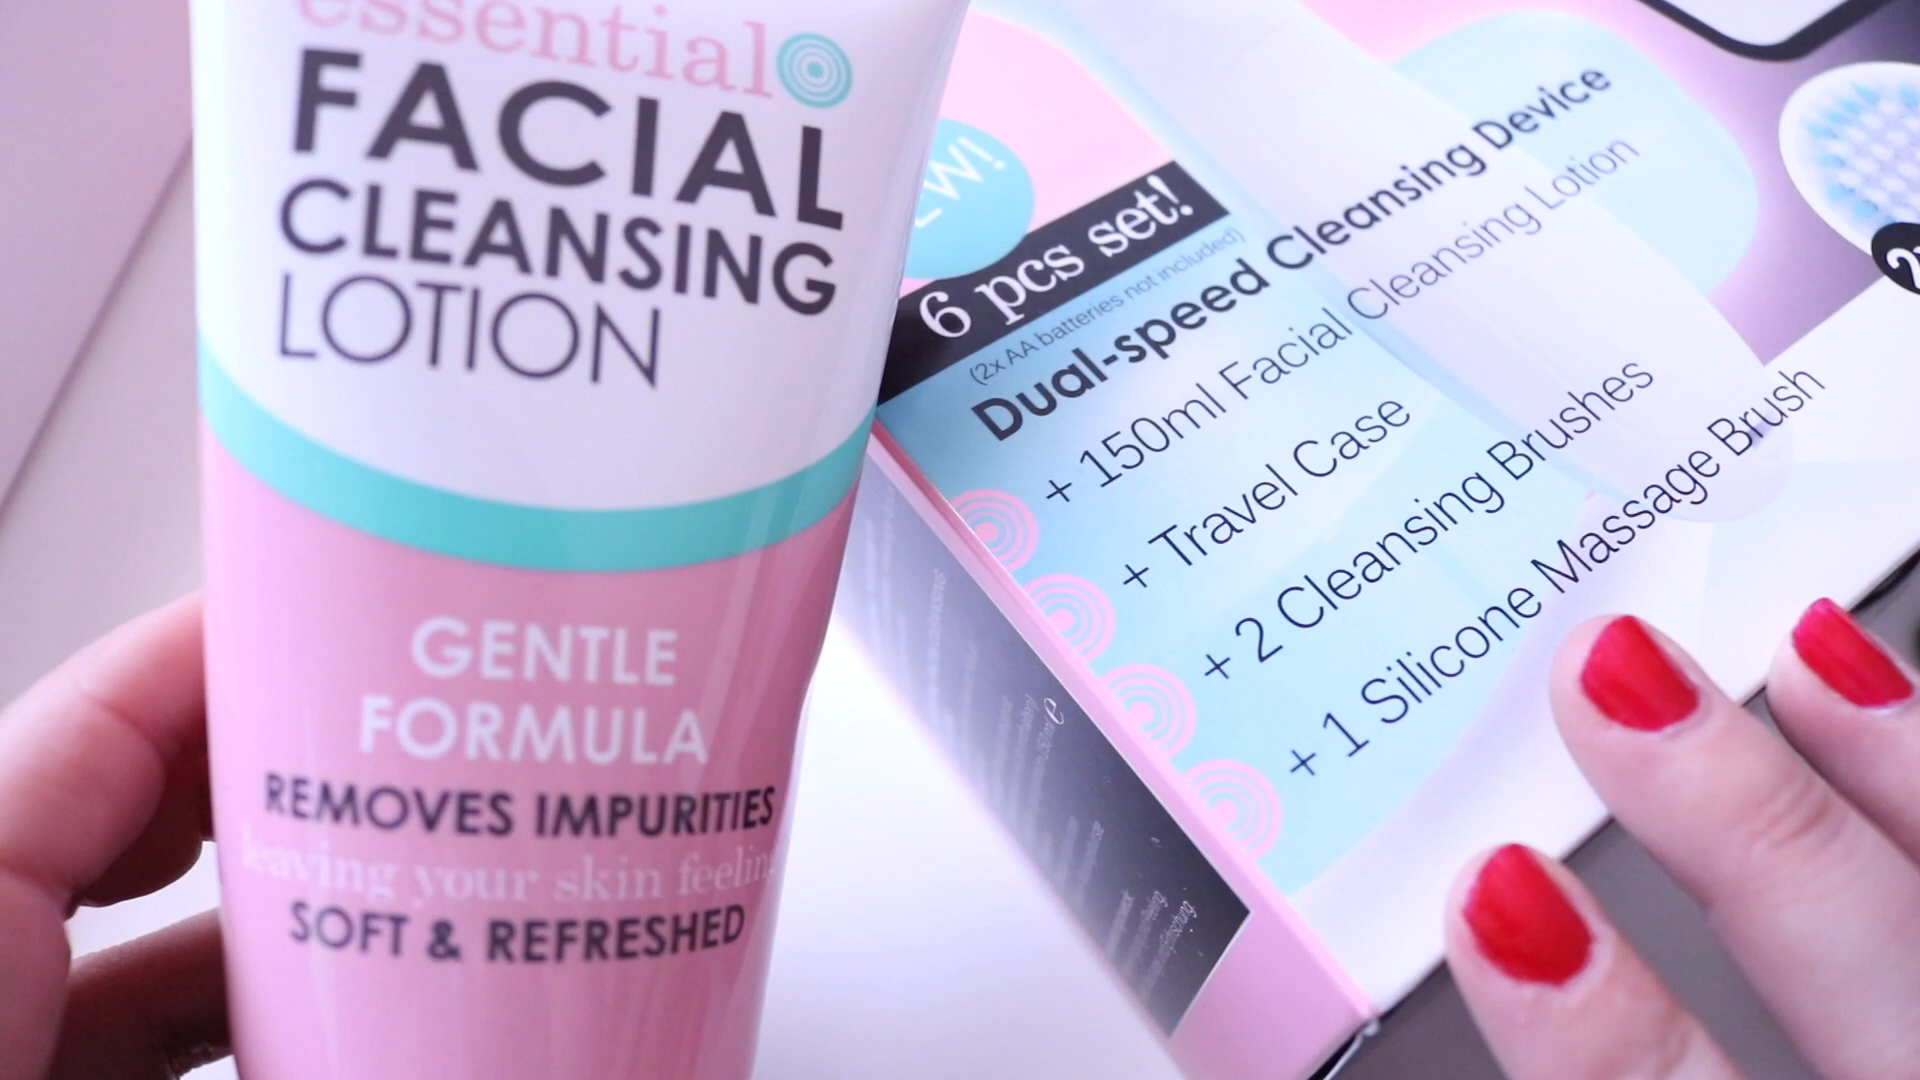 essential
FACIAL
CLEANSING
LOTION
GENTLE
FORMULA
REMOVES IMPURITIES
leaving your skin feeling
SOFT & REFRESHED
EW!
6 pcs set!
(2x AA batteries not included)
Dual-speed Cleansing Device
+ 150ml Facial Cleansing Lotion
+ Travel Case
+ 2 Cleansing Brushes
+ 1 Silicone Massage Brush